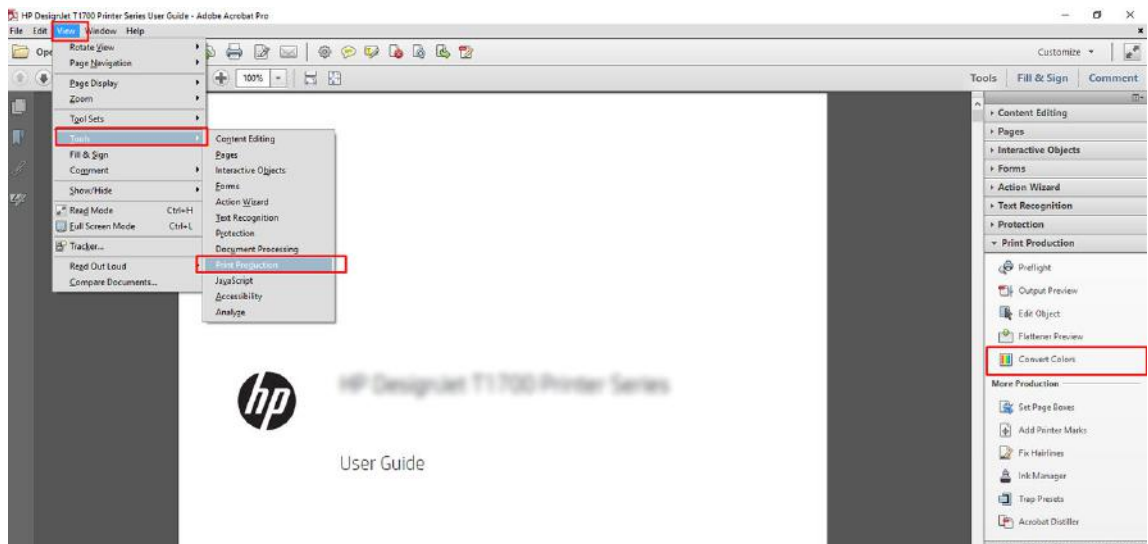 HP DesignJet T1700 Printer Series User Guide - Adobe Acrobat Pro
File Edit View Window Help
Customize
100%
Tools Fill & Sign Comment
Rotate View
Page Navigation
Page Display
Zoom
Tool Sets
Tools
Fill & Sign
Comment
Show/Hide
Read Mode Ctrl+H
Full Screen Mode Ctrl+L
Tracker...
Read Out Loud
Compare Documents...
Content Editing
Pages
Interactive Objects
Forms
Action Wizard
Text Recognition
Protection
Document Processing
Print Production
JavaScript
Accessibility
Analyze
hp
HP DesignJet T1700 Printer Series
User Guide
Content Editing
Pages
Interactive Objects
Forms
Action Wizard
Text Recognition
Protection
Print Production
Preflight
Output Preview
Edit Object
Flattener Preview
Convert Colors
More Production
Set Page Boxes
Add Printer Marks
Fix Hairlines
Ink Manager
Trap Presets
Acrobat Distiller